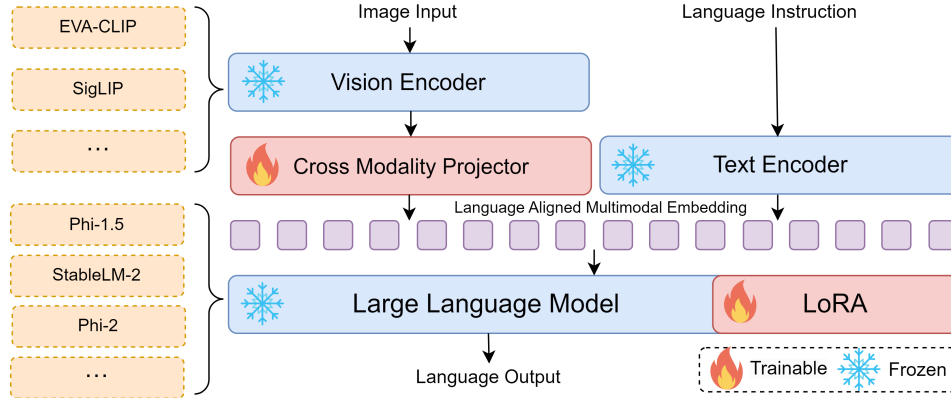 EVA-CLIP
SigLIP
...
Phi-1.5
StableLM-2
Phi-2
...
Image Input
Language Instruction
Vision Encoder
Cross Modality Projector
Text Encoder
Language Aligned Multimodal Embedding
Large Language Model
LoRA
Language Output
Trainable
Frozen